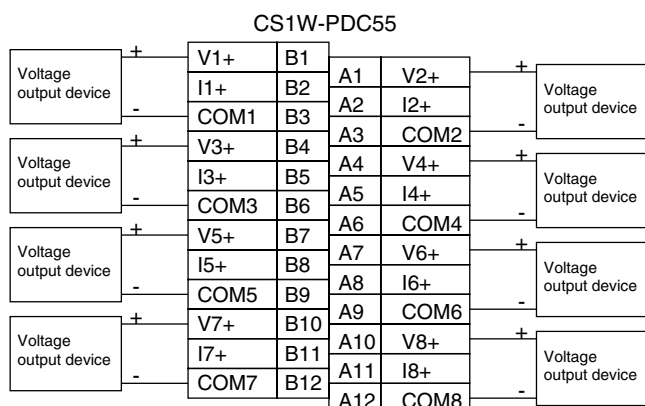 CS1W-PDC55
Voltage
output device
+
-
V1+ B1
I1+ B2
COM1 B3
Voltage
output device
+
-
V3+ B4
I3+ B5
COM3 B6
Voltage
output device
+
-
V5+ B7
I5+ B8
COM5 B9
Voltage
output device
+
-
V7+ B10
I7+ B11
COM7 B12
A1 V2+
A2 I2+
A3 COM2
+
-
Voltage
output device
A4 V4+
A5 I4+
A6 COM4
+
-
Voltage
output device
A7 V6+
A8 I6+
A9 COM6
+
-
Voltage
output device
A10 V8+
A11 I8+
A12 COM8
+
-
Voltage
output device